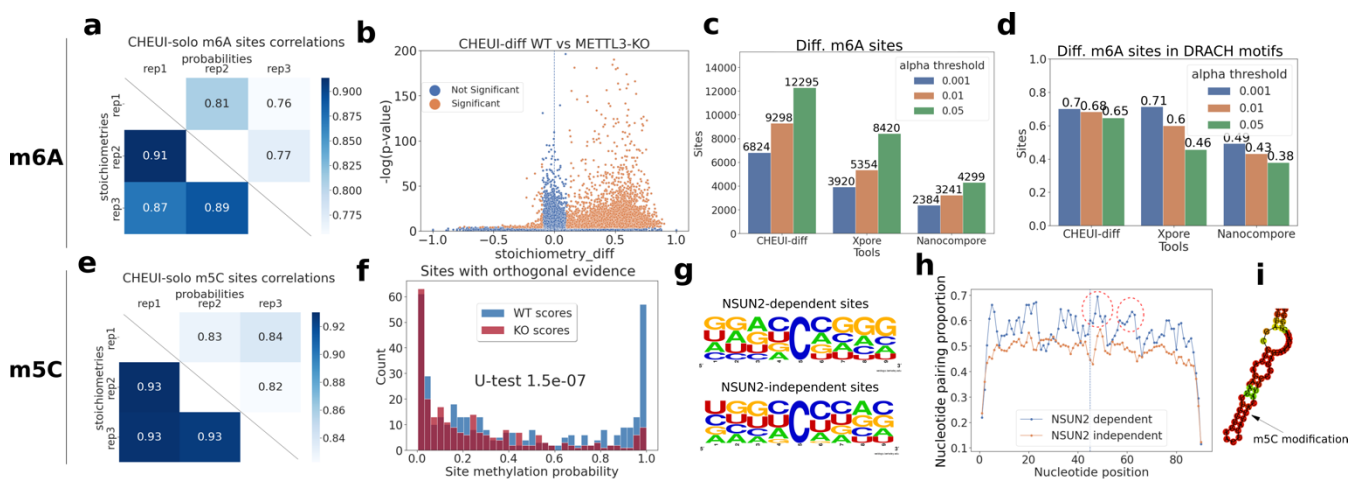 m6A
a
CHEUI-solo m6A sites correlations
probabilities
rep1
rep2
rep3
stoichiometries
rep1
rep2
rep3
0.81
0.76
0.91
0.77
0.87
0.89
0.900
0.875
0.850
0.825
0.800
0.775
b
CHEUI-diff WT vs METTL3-KO
Not Significant
Significant
-log(p-value)
200
150
100
50
0
−1.0
−0.5
0.0
0.5
1.0
stoichiometry_diff
c
Diff. m6A sites
alpha threshold
0.001
0.01
0.05
Sites
14000
12000
10000
8000
6000
4000
2000
0
6824
9298
12295
3920
5354
8420
2384
3241
4299
CHEUI-diff
Xpore
Nanocompore
Tools
d
Diff. m6A sites in DRACH motifs
alpha threshold
0.001
0.01
0.05
Sites
1.0
0.8
0.6
0.4
0.2
0.0
0.7
0.68
0.65
0.71
0.6
0.46
0.49
0.43
0.38
CHEUI-diff
Xpore
Nanocompore
Tools
m5C
e
CHEUI-solo m5C sites correlations
probabilities
rep1
rep2
rep3
stoichiometries
rep1
rep2
rep3
0.83
0.84
0.93
0.82
0.93
0.93
0.92
0.90
0.88
0.86
0.84
f
Sites with orthogonal evidence
WT scores
KO scores
U-test 1.5e-07
Count
60
50
40
30
20
10
0
0.0
0.2
0.4
0.6
0.8
1.0
Site methylation probability
g
NSUN2-dependent sites
NSUN2-independent sites
h
Nucleotide pairing proportion
0.7
0.6
0.5
0.4
0.3
0.2
0.1
NSUN2 dependent
NSUN2 independent
0
20
40
60
80
Nucleotide position
i
m5C modification